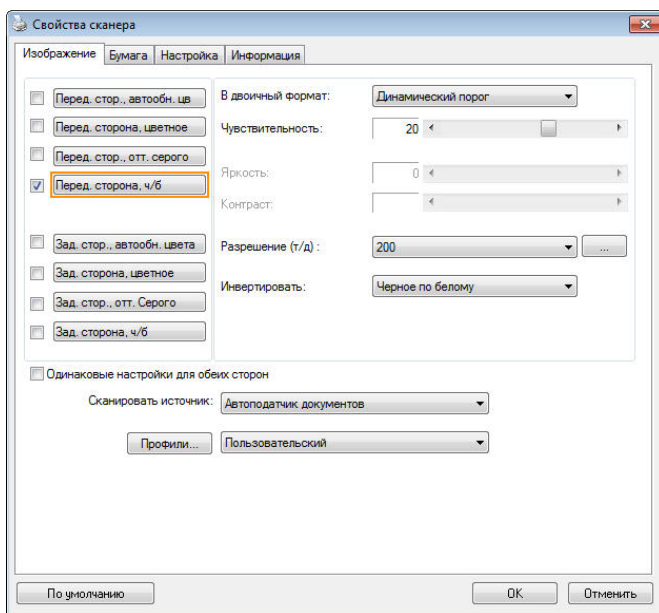 Свойства сканера
Изображение Бумага Настройка Информация
Перед. стор., автообн. цв
Перед. сторона, цветное
Перед. стор., отт. серого
Перед. сторона, ч/б
Зад. стор., автообн. цвета
Зад. сторона, цветное
Зад. стор., отт. Серого
Зад. сторона, ч/б
В двоичный формат: Динамический порог
Чувствительность: 20
Яркость: 0
Контраст:
Разрешение (т/д) : 200 ...
Инвертировать: Черное по белому
Одинаковые настройки для обеих сторон
Сканировать источник: Автоподатчик документов
Профили... Пользовательский
По умолчанию OK Отменить